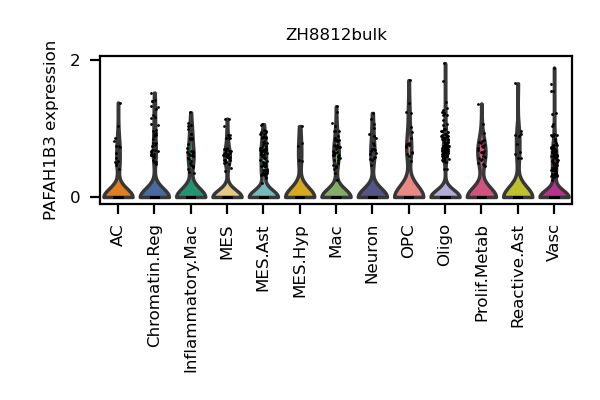 ZH8812bulk
PAFAH1B3 expression
2
0
AC
Chromatin.Reg
Inflammatory.Mac
MES
MES.Ast
MES.Hyp
Mac
Neuron
OPC
Oligo
Prolif.Metab
Reactive.Ast
Vasc